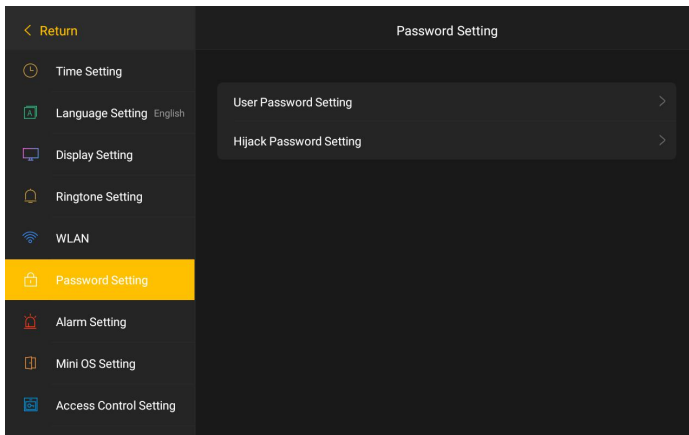 Return
Password Setting
Time Setting
Language Setting English
Display Setting
Ringtone Setting
WLAN
Password Setting
Alarm Setting
Mini OS Setting
Access Control Setting
User Password Setting
Hijack Password Setting